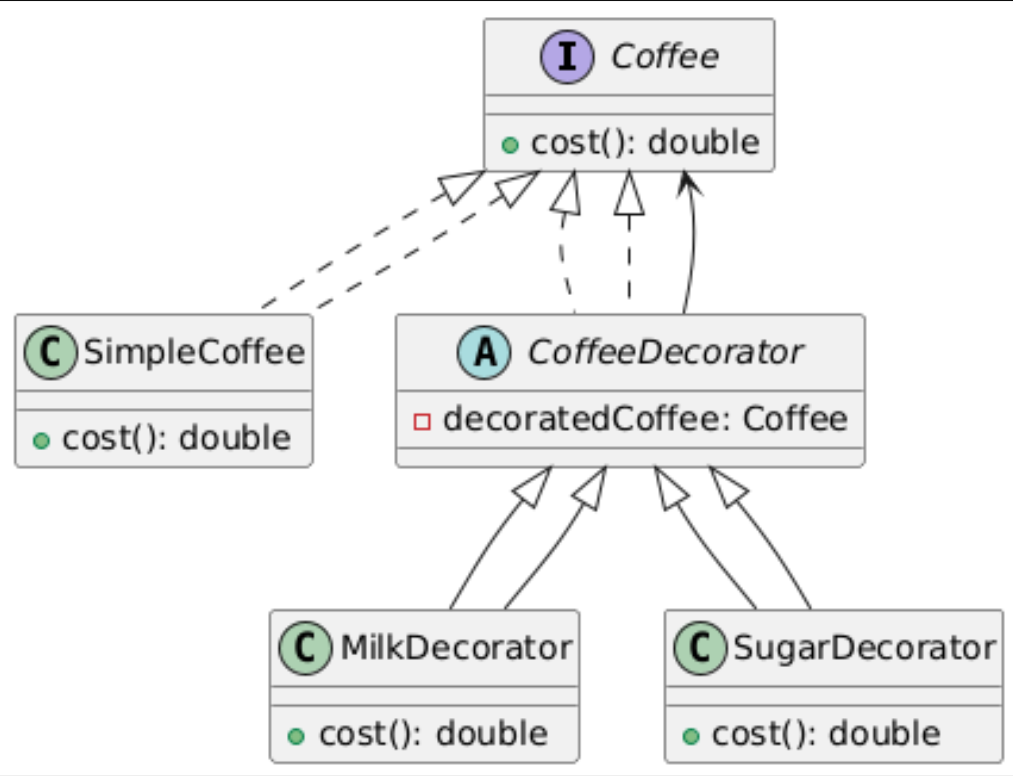 I Coffee
cost(): double
C SimpleCoffee
cost(): double
A CoffeeDecorator
decoratedCoffee: Coffee
C MilkDecorator
cost(): double
C SugarDecorator
cost(): double